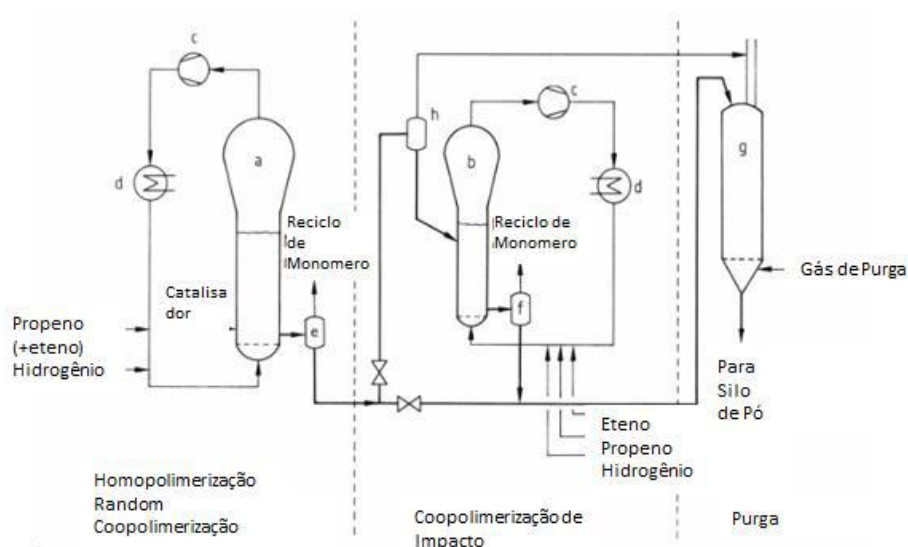 c
a
d
Reciclo
de
Monomero
Catalisa
dor
e
Propeno
(+eteno)
Hidrogênio
Homopolimerização
Random
Coopolimerização
h
c
b
d
Reciclo de
Monomero
f
Eteno
Propeno
Hidrogênio
Coopolimerização de
Impacto
g
Gás de Purga
Para
Silo
de Pó
Purga